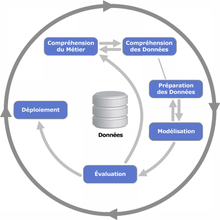 Compréhension
du Métier
Compréhension
des Données
Préparation
des Données
Modélisation
Évaluation
Déploiement
Données